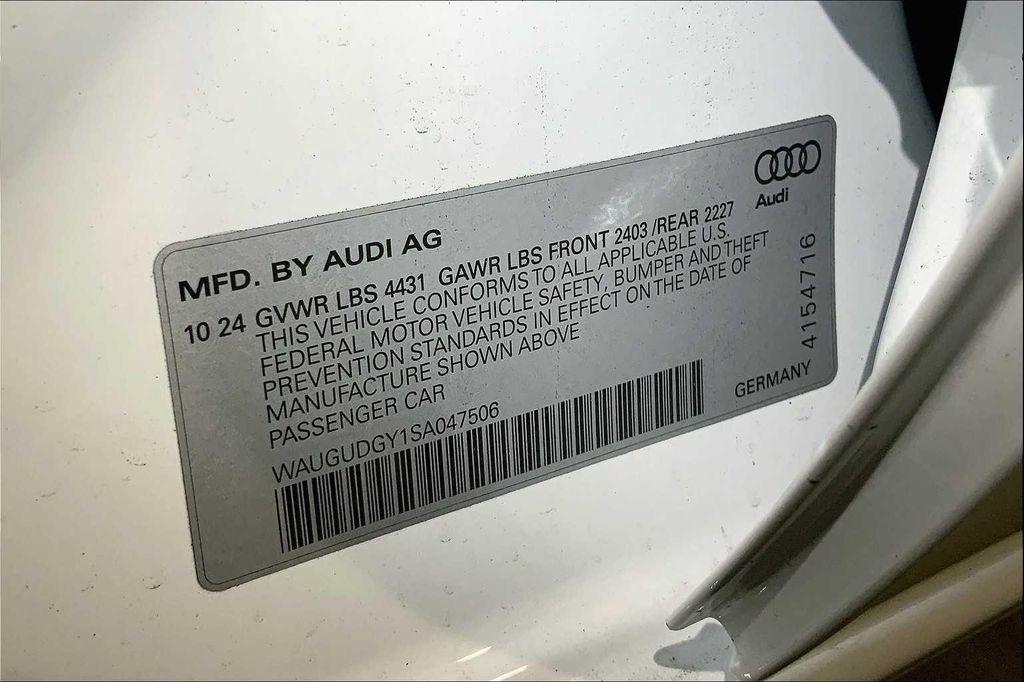 Audi
MFD. BY AUDI AG
10 24 GVWR LBS 4431 GAWR LBS FRONT 2403 /REAR 2227
THIS VEHICLE CONFORMS TO ALL APPLICABLE U.S.
FEDERAL MOTOR VEHICLE SAFETY, BUMPER AND THEFT
PREVENTION STANDARDS IN EFFECT ON THE DATE OF
MANUFACTURE SHOWN ABOVE
PASSENGER CAR
WAUGUDGY1SA047506
GERMANY
4154716